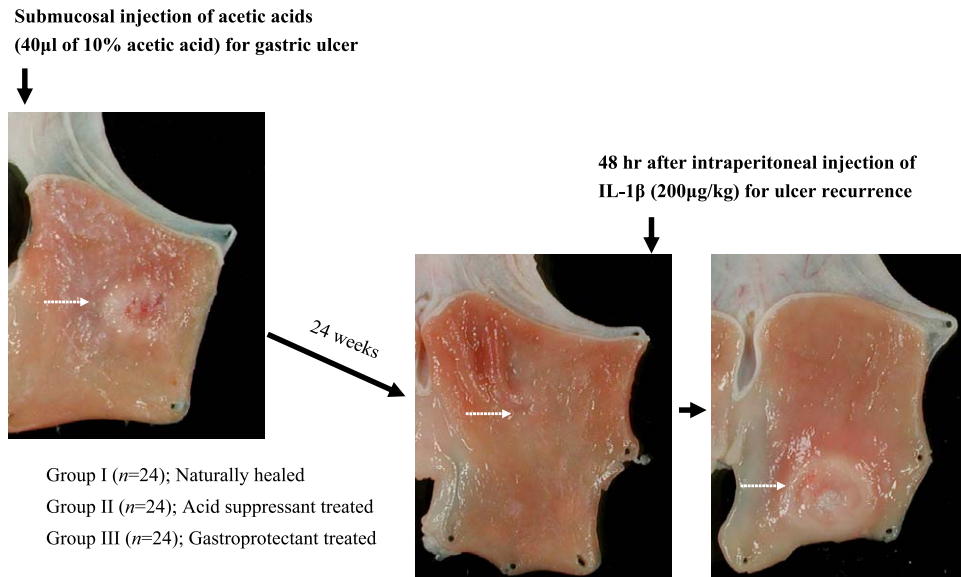 Submucosal injection of acetic acids
(40μl of 10% acetic acid) for gastric ulcer
48 hr after intraperitoneal injection of
IL-1β (200μg/kg) for ulcer recurrence
24 weeks
Group I (n=24); Naturally healed
Group II (n=24); Acid suppressant treated
Group III (n=24); Gastroprotectant treated